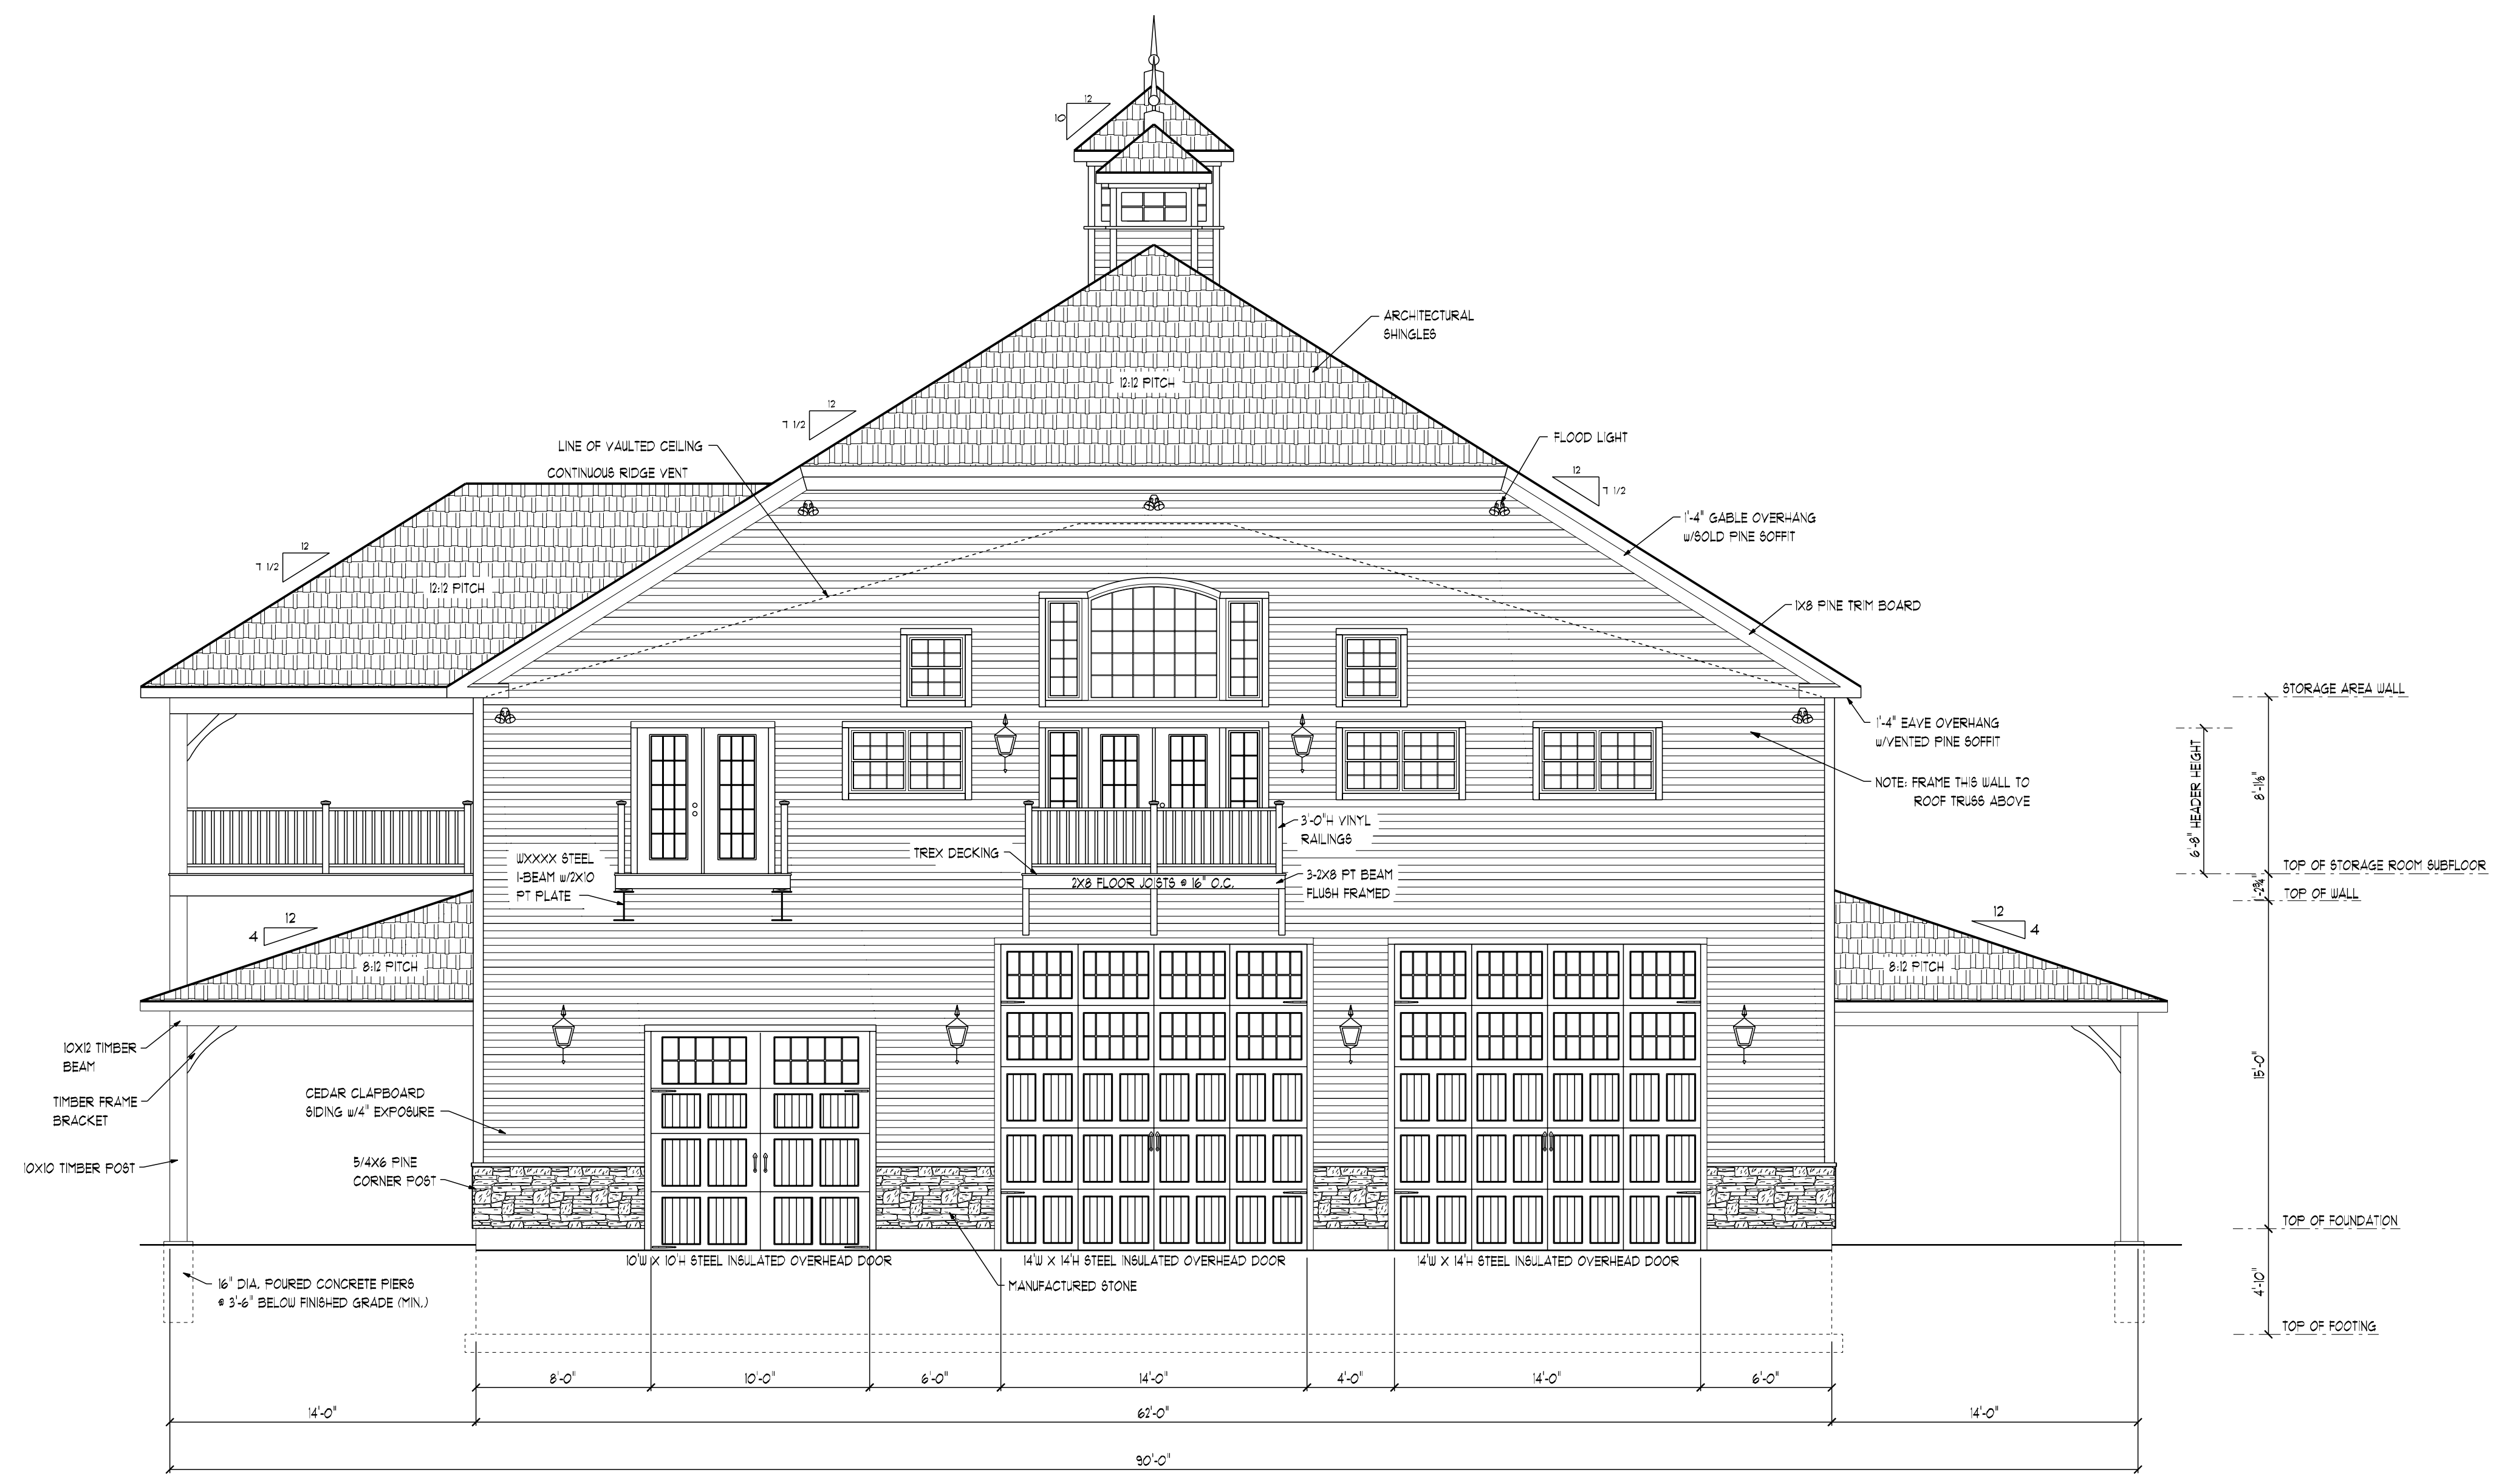 12
10
ARCHITECTURAL
SHINGLES
12:12 PITCH
12
7 1/2
LINE OF VAULTED CEILING
FLOOD LIGHT
CONTINUOUS RIDGE VENT
12
7 1/2
1'-4" GABLE OVERHANG
w/SOLD PINE SOFFIT
12
7 1/2
12:12 PITCH
1X8 PINE TRIM BOARD
STORAGE AREA WALL
1'-4" EAVE OVERHANG
w/VENTED PINE SOFFIT
NOTE: FRAME THIS WALL TO
ROOF TRUSS ABOVE
6'-8" HEADER HEIGHT
8'-1 1/8"
3'-0"H VINYL
RAILINGS
TREX DECKING
WXXXX STEEL
I-BEAM w/2X10
PT PLATE
2X8 FLOOR JOISTS @ 16" O.C.
3-2X8 PT BEAM
FLUSH FRAMED
TOP OF STORAGE ROOM SUBFLOOR
1'-2 3/4"
TOP OF WALL
12
4
8:12 PITCH
12
4
8:12 PITCH
10X12 TIMBER
BEAM
TIMBER FRAME
BRACKET
CEDAR CLAPBOARD
SIDING w/4" EXPOSURE
15'-0"
10X10 TIMBER POST
5/4X6 PINE
CORNER POST
TOP OF FOUNDATION
10'W X 10'H STEEL INSULATED OVERHEAD DOOR
14'W X 14'H STEEL INSULATED OVERHEAD DOOR
14'W X 14'H STEEL INSULATED OVERHEAD DOOR
16" DIA. POURED CONCRETE PIERS
@ 3'-6" BELOW FINISHED GRADE (MIN.)
MANUFACTURED STONE
4'-10"
TOP OF FOOTING
8'-0"
10'-0"
6'-0"
14'-0"
4'-0"
14'-0"
6'-0"
14'-0"
62'-0"
14'-0"
90'-0"